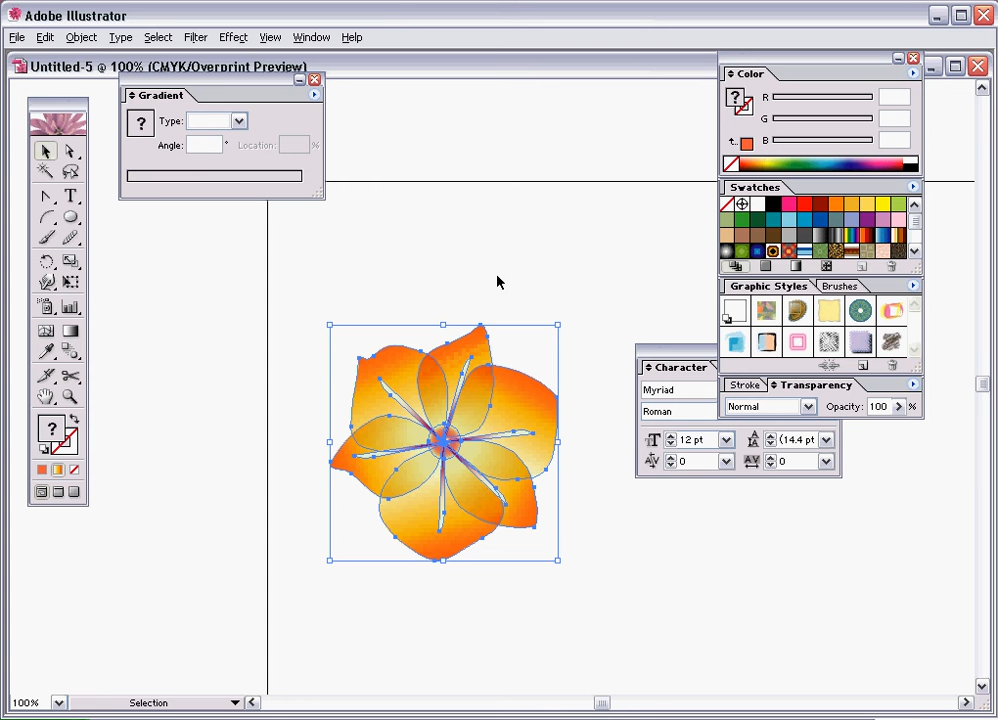 Adobe Illustrator
File Edit Object Type Select Filter Effect View Window Help
Untitled-5 @ 100% (CMYK/Overprint Preview)
Gradient
?
Type:
Angle:
°
Location:
%
Color
?
R
G
B
Swatches
Graphic Styles
Brushes
Character
Myriad
Roman
12 pt
(14.4 pt
0
0
Stroke
Transparency
Normal
Opacity: 100 %
T
?
100%
Selection